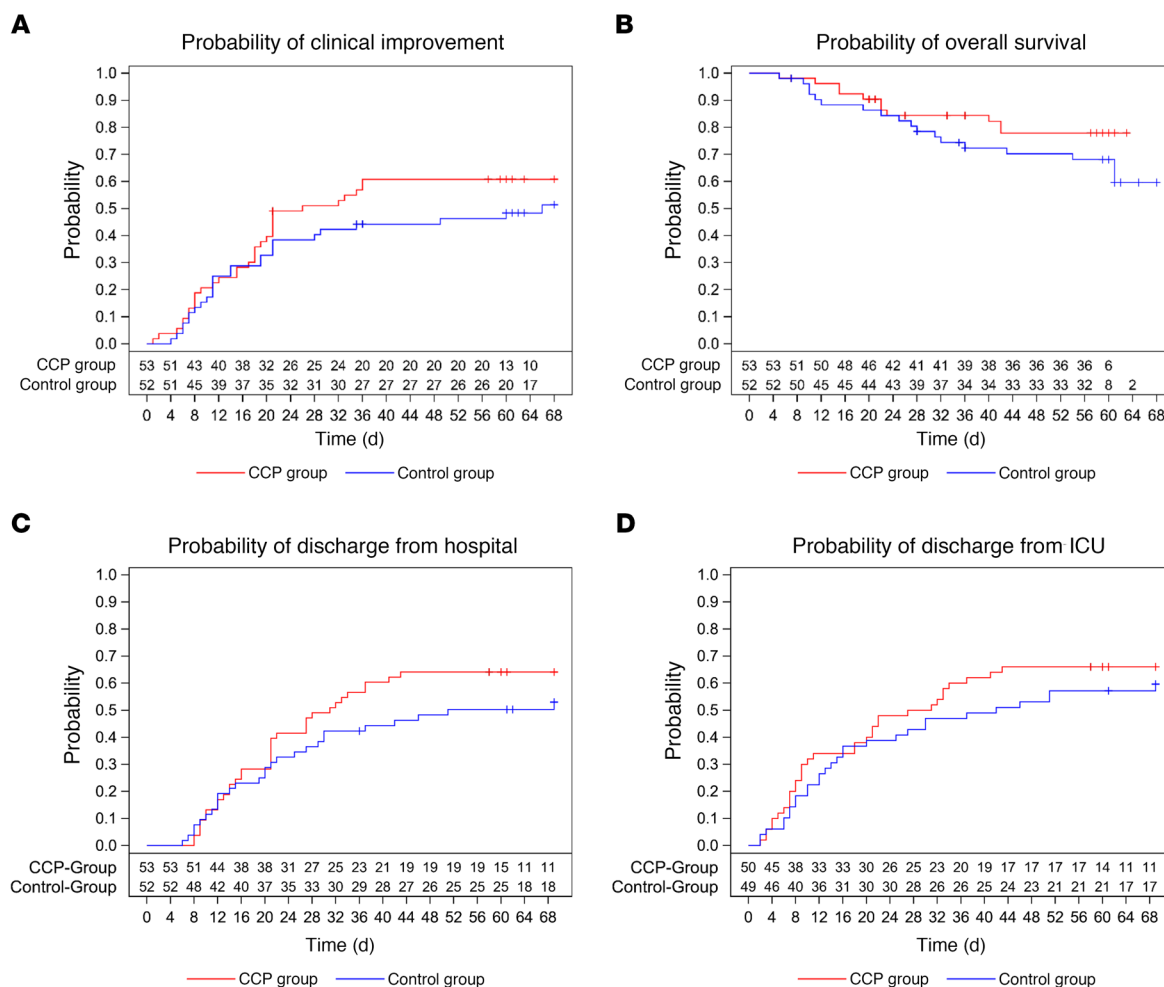 A
Probability of clinical improvement
Probability
1.0
0.9
0.8
0.7
0.6
0.5
0.4
0.3
0.2
0.1
0.0
CCP group 53 51 43 40 38 32 26 25 24 20 20 20 20 20 20 13 10
Control group 52 51 45 39 37 35 32 31 30 27 27 27 27 26 26 20 17
0 4 8 12 16 20 24 28 32 36 40 44 48 52 56 60 64 68
Time (d)
CCP group Control group
B
Probability of overall survival
Probability
1.0
0.9
0.8
0.7
0.6
0.5
0.4
0.3
0.2
0.1
0.0
CCP group 53 53 51 50 48 46 42 41 41 39 38 36 36 36 36 6
Control group 52 52 50 45 45 44 43 39 37 34 34 33 33 33 32 8 2
0 4 8 12 16 20 24 28 32 36 40 44 48 52 56 60 64 68
Time (d)
CCP group Control group
C
Probability of discharge from hospital
Probability
1.0
0.9
0.8
0.7
0.6
0.5
0.4
0.3
0.2
0.1
0.0
CCP-Group 53 53 51 44 38 38 31 27 25 23 21 19 19 19 19 15 11 11
Control-Group 52 52 48 42 40 37 35 33 30 29 28 27 26 25 25 25 18 18
0 4 8 12 16 20 24 28 32 36 40 44 48 52 56 60 64 68
Time (d)
CCP group Control group
D
Probability of discharge from ICU
Probability
1.0
0.9
0.8
0.7
0.6
0.5
0.4
0.3
0.2
0.1
0.0
CCP-Group 50 45 38 33 33 30 26 25 23 20 19 17 17 17 17 14 11 11
Control-Group 49 46 40 36 31 30 30 28 26 26 25 24 23 21 21 21 17 17
0 4 8 12 16 20 24 28 32 36 40 44 48 52 56 60 64 68
Time (d)
CCP group Control group